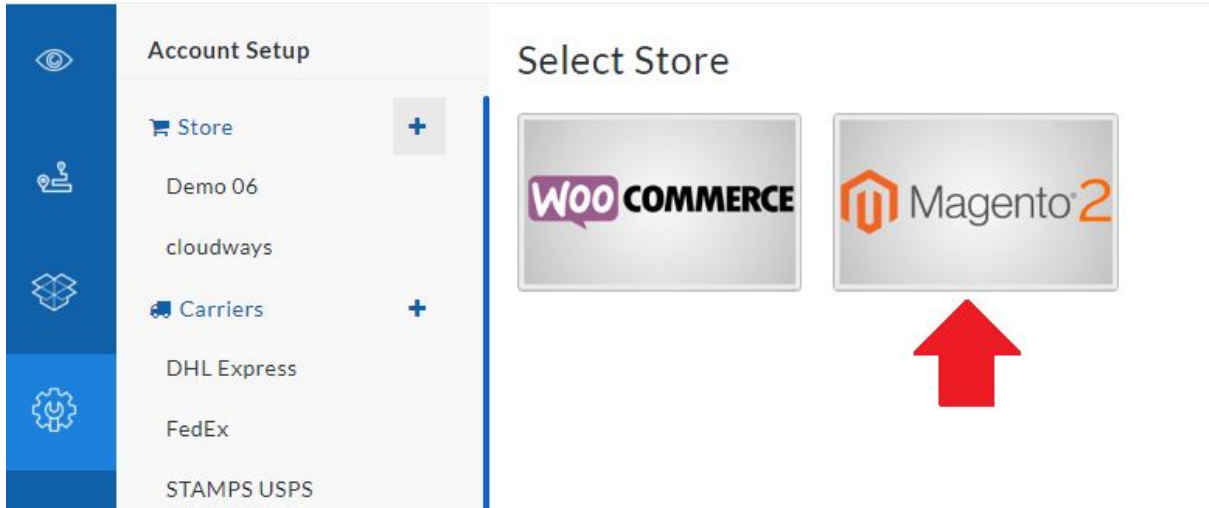 Account Setup
Store +
Demo 06
cloudways
Carriers +
DHL Express
FedEx
STAMPS USPS
Select Store
WOO COMMERCE
Magento® 2